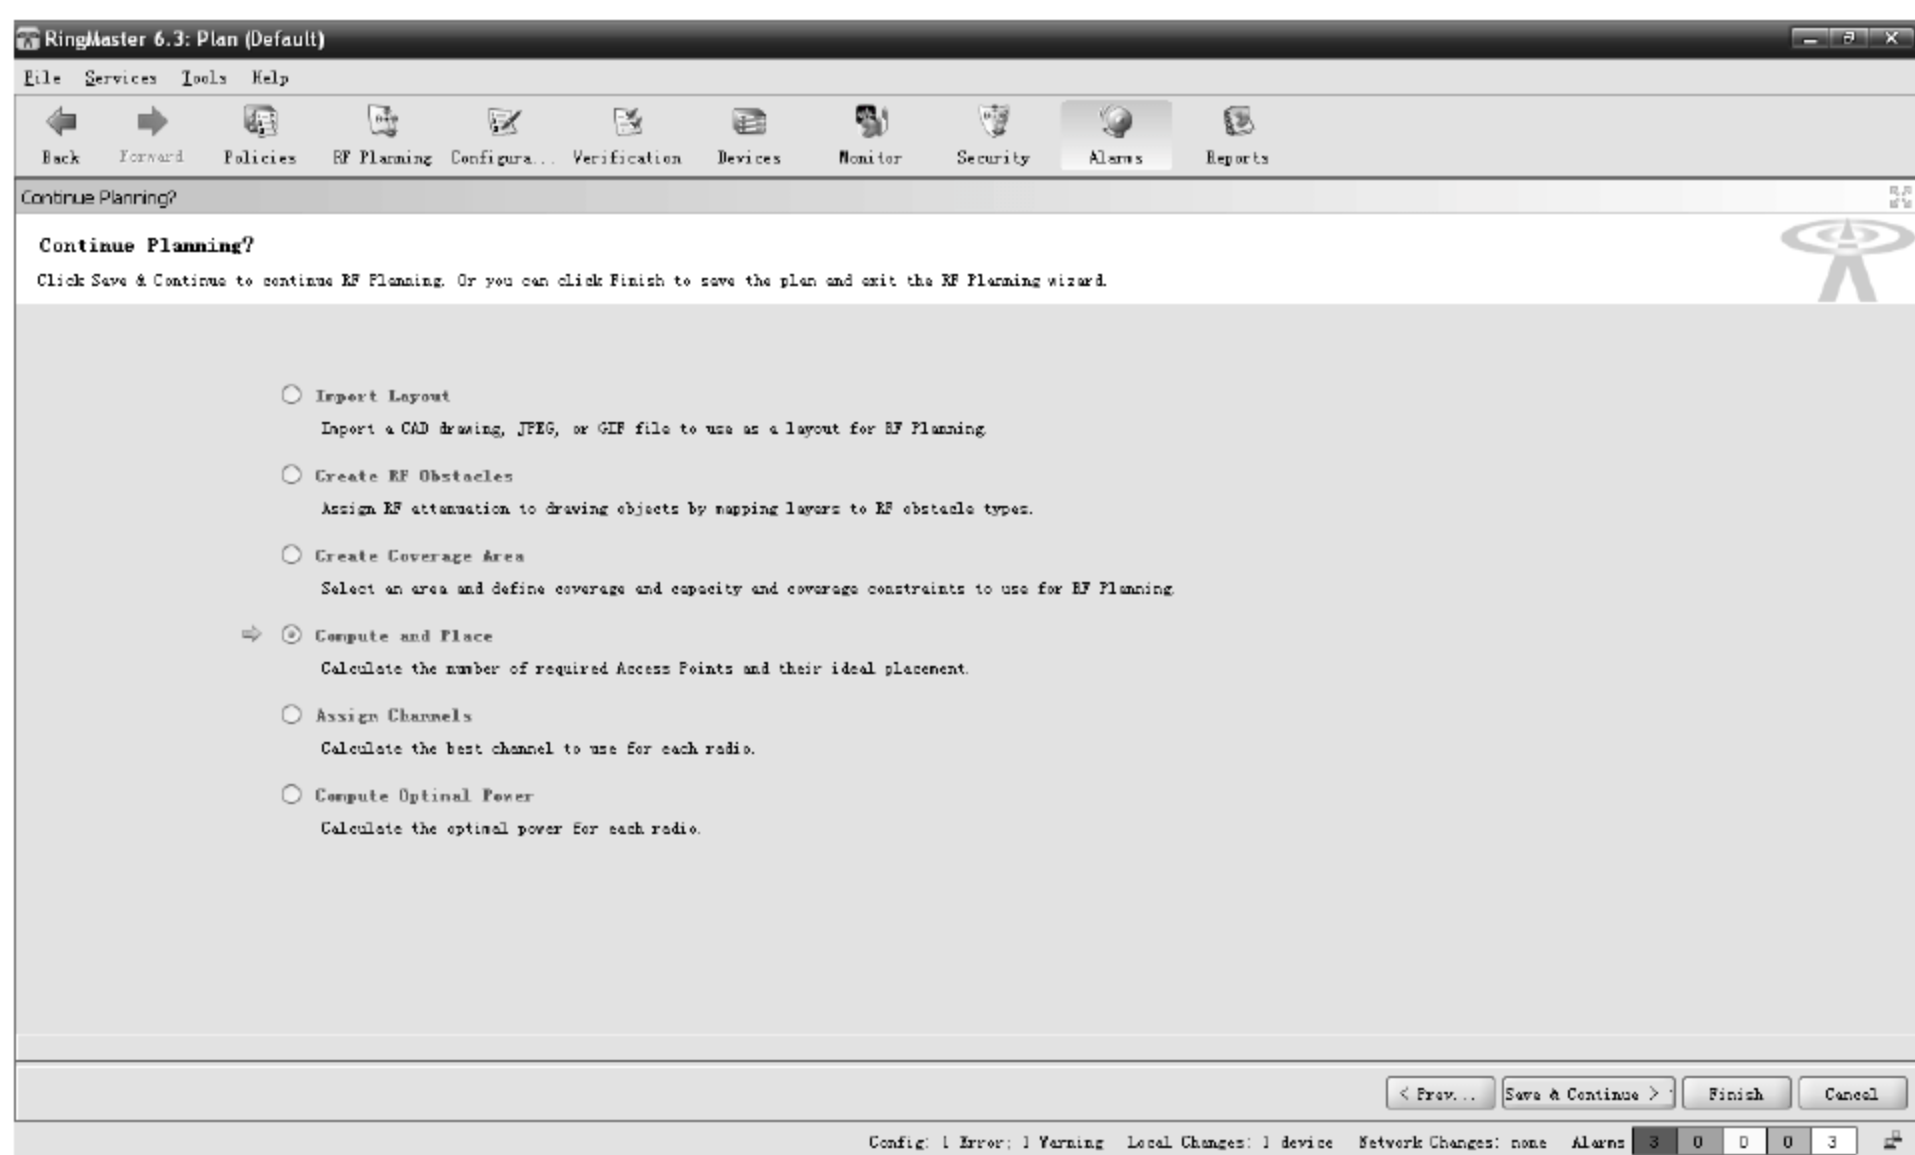 RingMaster 6.3: Plan (Default)
File Services Tools Help
Back Forward Policies RF Planning Configura... Verification Devices Monitor Security Alarms Reports
Continue Planning?
Continue Planning?
Click Save & Continue to continue RF Planning. Or you can click Finish to save the plan and exit the RF Planning wizard.
Import Layout
Import a CAD drawing, JPEG, or GIF file to use as a layout for RF Planning.
Create RF Obstacles
Assign RF attenuation to drawing objects by mapping layers to RF obstacle types.
Create Coverage Area
Select an area and define coverage and capacity and coverage constraints to use for RF Planning.
Compute and Place
Calculate the number of required Access Points and their ideal placement.
Assign Channels
Calculate the best channel to use for each radio.
Compute Optimal Power
Calculate the optimal power for each radio.
< Prev... Save & Continue > Finish Cancel
Config: 1 Error; 1 Warning Local Changes: 1 device Network Changes: none Alarms 3 0 0 0 3